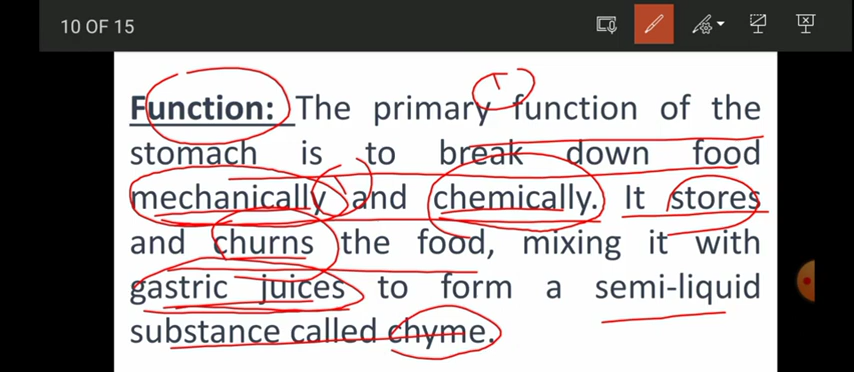 10 OF 15
Function: The primary function of the
stomach is to break down food
mechanically and chemically. It stores
and churns the food, mixing it with
gastric juices to form a semi-liquid
substance called chyme.